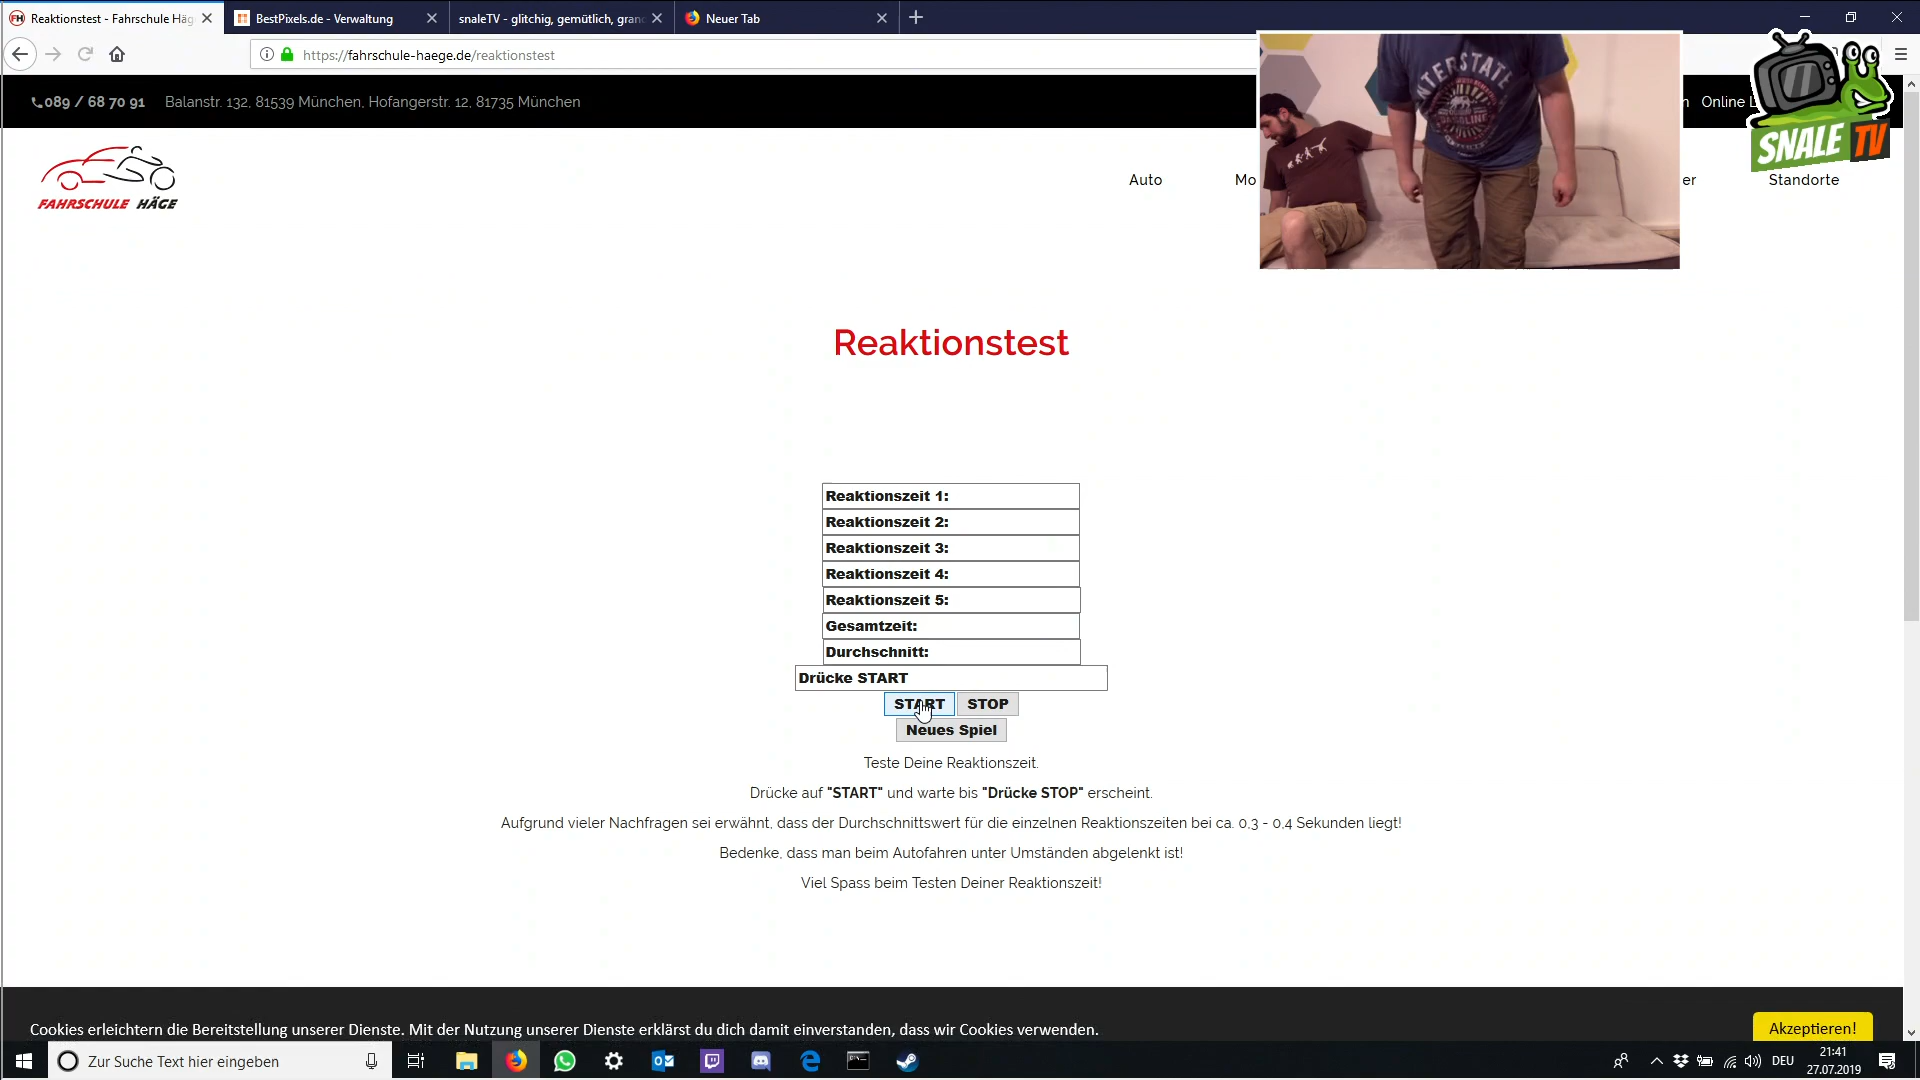 Reaktionstest - Fahrschule Häg
BestPixels.de - Verwaltung
snaleTV - glitchig, gemütlich, gran
Neuer Tab
https://fahrschule-haege.de/reaktionstest
089 / 68 70 91
Balanstr. 132, 81539 München, Hofangerstr. 12, 81735 München
Online
SNALE TV
FAHRSCHULE HÄGE
Auto
Mo
er
Standorte
Reaktionstest
Reaktionszeit 1:
Reaktionszeit 2:
Reaktionszeit 3:
Reaktionszeit 4:
Reaktionszeit 5:
Gesamtzeit:
Durchschnitt:
Drücke START
START
STOP
Neues Spiel
Teste Deine Reaktionszeit.
Drücke auf "START" und warte bis "Drücke STOP" erscheint.
Aufgrund vieler Nachfragen sei erwähnt, dass der Durchschnittswert für die einzelnen Reaktionszeiten bei ca. 0,3 - 0,4 Sekunden liegt!
Bedenke, dass man beim Autofahren unter Umständen abgelenkt ist!
Viel Spass beim Testen Deiner Reaktionszeit!
Cookies erleichtern die Bereitstellung unserer Dienste. Mit der Nutzung unserer Dienste erklärst du dich damit einverstanden, dass wir Cookies verwenden.
Akzeptieren!
Zur Suche Text hier eingeben
DEU
21:41
27.07.2019